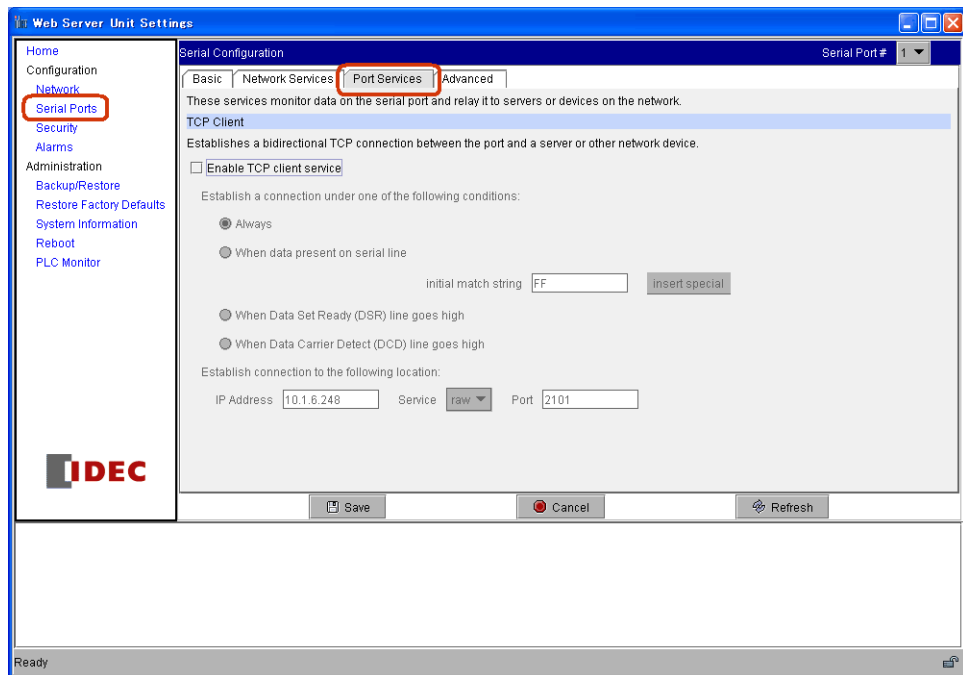 Web Server Unit Settings
Home
Configuration
Network
Serial Ports
Security
Alarms
Administration
Backup/Restore
Restore Factory Defaults
System Information
Reboot
PLC Monitor
IDEC
Serial Configuration Serial Port# 1
Basic Network Services Port Services Advanced
These services monitor data on the serial port and relay it to servers or devices on the network.
TCP Client
Establishes a bidirectional TCP connection between the port and a server or other network device.
Enable TCP client service
Establish a connection under one of the following conditions:
Always
When data present on serial line
initial match string FF insert special
When Data Set Ready (DSR) line goes high
When Data Carrier Detect (DCD) line goes high
Establish connection to the following location:
IP Address 10.1.6.248 Service raw Port 2101
Save Cancel Refresh
Ready